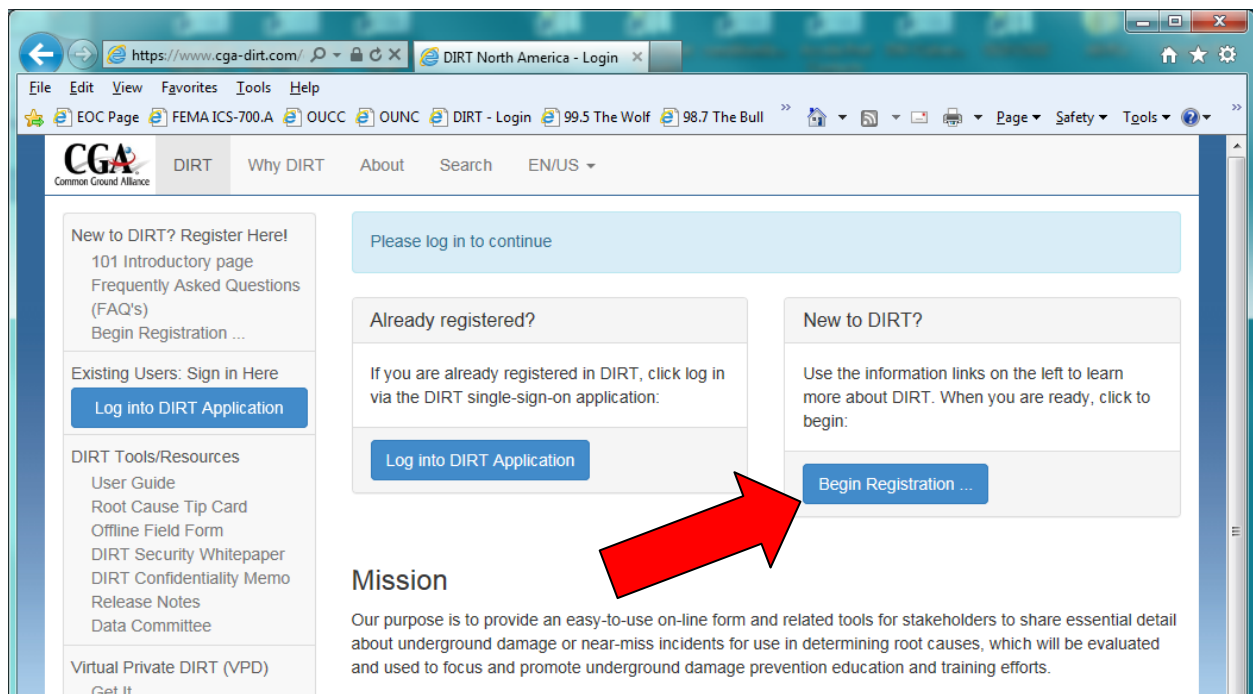 https://www.cga-dirt.com/
DIRT North America - Login
File Edit View Favorites Tools Help
EOC Page FEMA ICS-700.A OUCC OUNC DIRT - Login 99.5 The Wolf 98.7 The Bull » Page Safety Tools »
CGA
Common Ground Alliance
DIRT Why DIRT About Search EN/US
New to DIRT? Register Here!
101 Introductory page
Frequently Asked Questions
(FAQ's)
Begin Registration ...
Existing Users: Sign in Here
Log into DIRT Application
DIRT Tools/Resources
User Guide
Root Cause Tip Card
Offline Field Form
DIRT Security Whitepaper
DIRT Confidentiality Memo
Release Notes
Data Committee
Virtual Private DIRT (VPD)
Get It
Please log in to continue
Already registered?
If you are already registered in DIRT, click log in
via the DIRT single-sign-on application:
Log into DIRT Application
New to DIRT?
Use the information links on the left to learn
more about DIRT. When you are ready, click to
begin:
Begin Registration ...
Mission
Our purpose is to provide an easy-to-use on-line form and related tools for stakeholders to share essential detail
about underground damage or near-miss incidents for use in determining root causes, which will be evaluated
and used to focus and promote underground damage prevention education and training efforts.